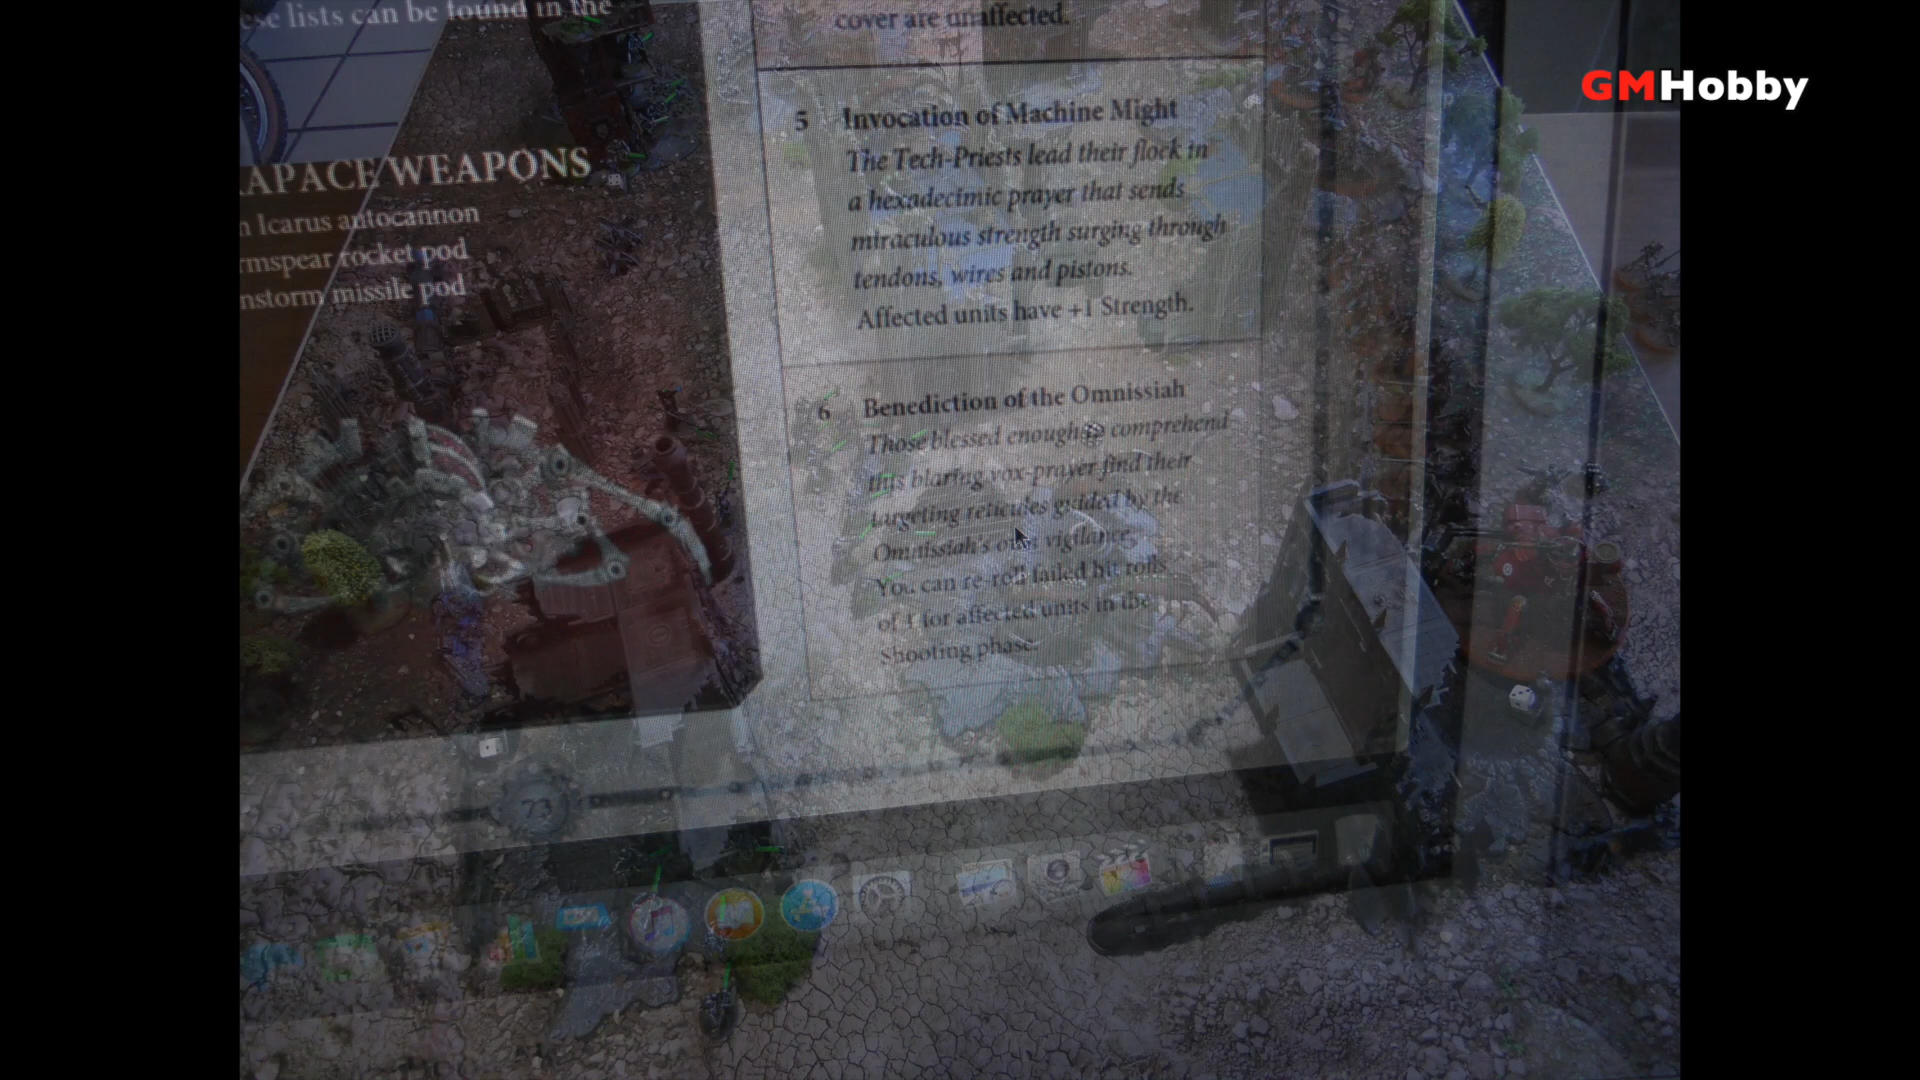 ese lists can be found in the
APACE WEAPONS
n Icarus autocannon
rmspear rocket pod
nstorm missile pod
73
cover are unaffected.
5 Invocation of Machine Might
The Tech-Priests lead their flock in
a hexadecimic prayer that sends
miraculous strength surging through
tendons, wires and pistons.
Affected units have +1 Strength.
6 Benediction of the Omnissiah
Those blessed enough to comprehend
this blaring vox-prayer find their
targeting reticules guided by the
Omnissiah's own vigilance.
You can re-roll failed hit rolls
of 1 for affected units in the
Shooting phase.
GMHobby